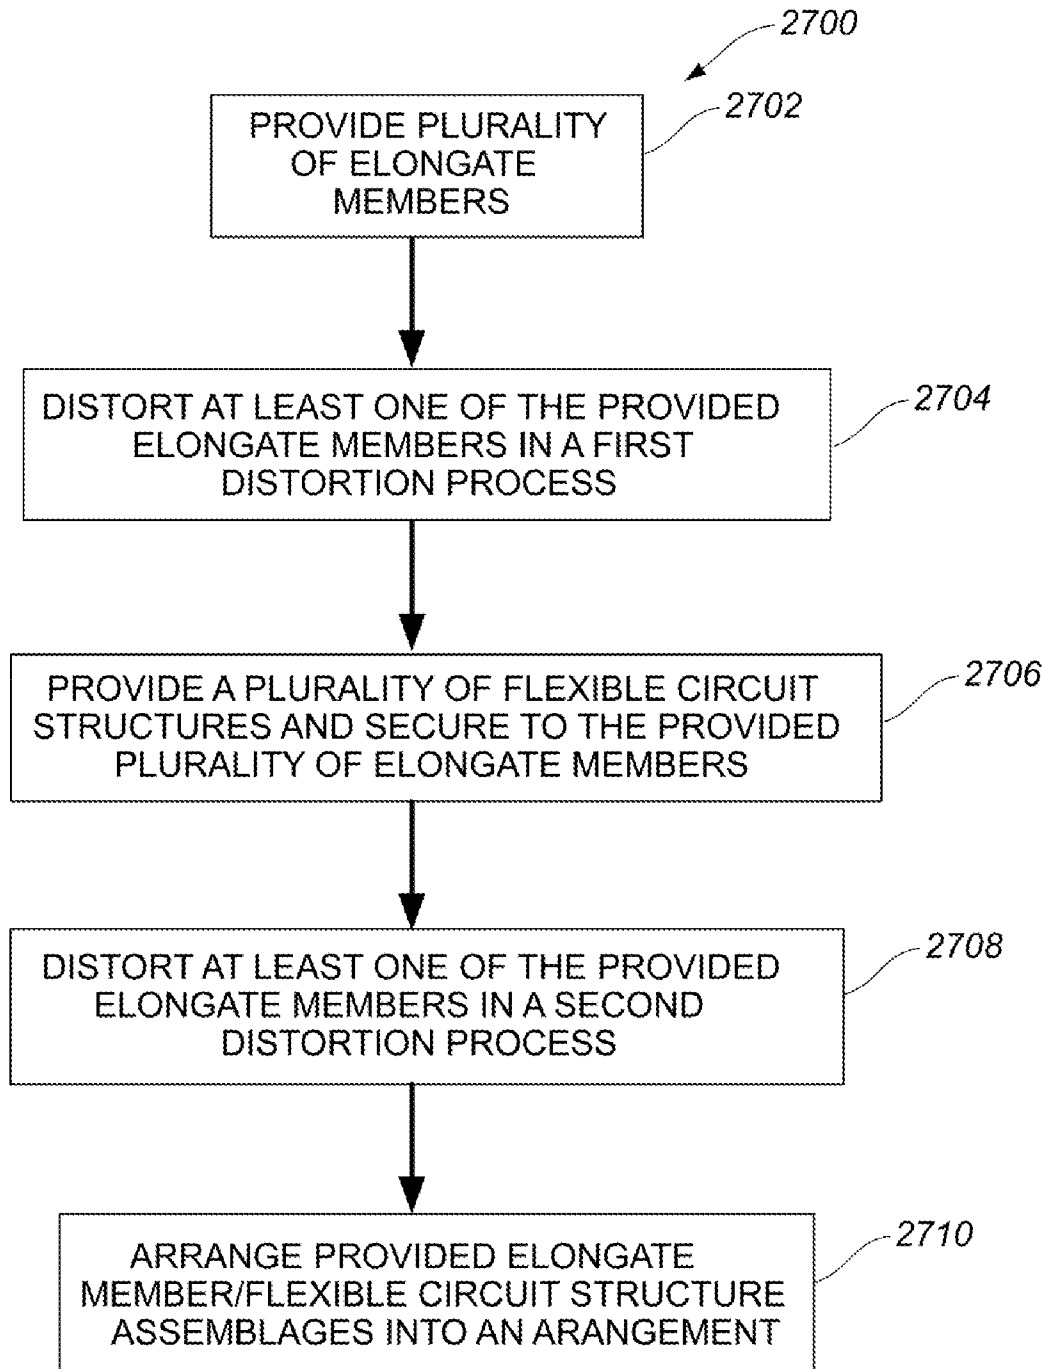 2700
2702
PROVIDE PLURALITY
OF ELONGATE
MEMBERS
2704
DISTORT AT LEAST ONE OF THE PROVIDED
ELONGATE MEMBERS IN A FIRST
DISTORTION PROCESS
2706
PROVIDE A PLURALITY OF FLEXIBLE CIRCUIT
STRUCTURES AND SECURE TO THE PROVIDED
PLURALITY OF ELONGATE MEMBERS
2708
DISTORT AT LEAST ONE OF THE PROVIDED
ELONGATE MEMBERS IN A SECOND
DISTORTION PROCESS
2710
ARRANGE PROVIDED ELONGATE
MEMBER/FLEXIBLE CIRCUIT STRUCTURE
ASSEMBLAGES INTO AN ARANGEMENT